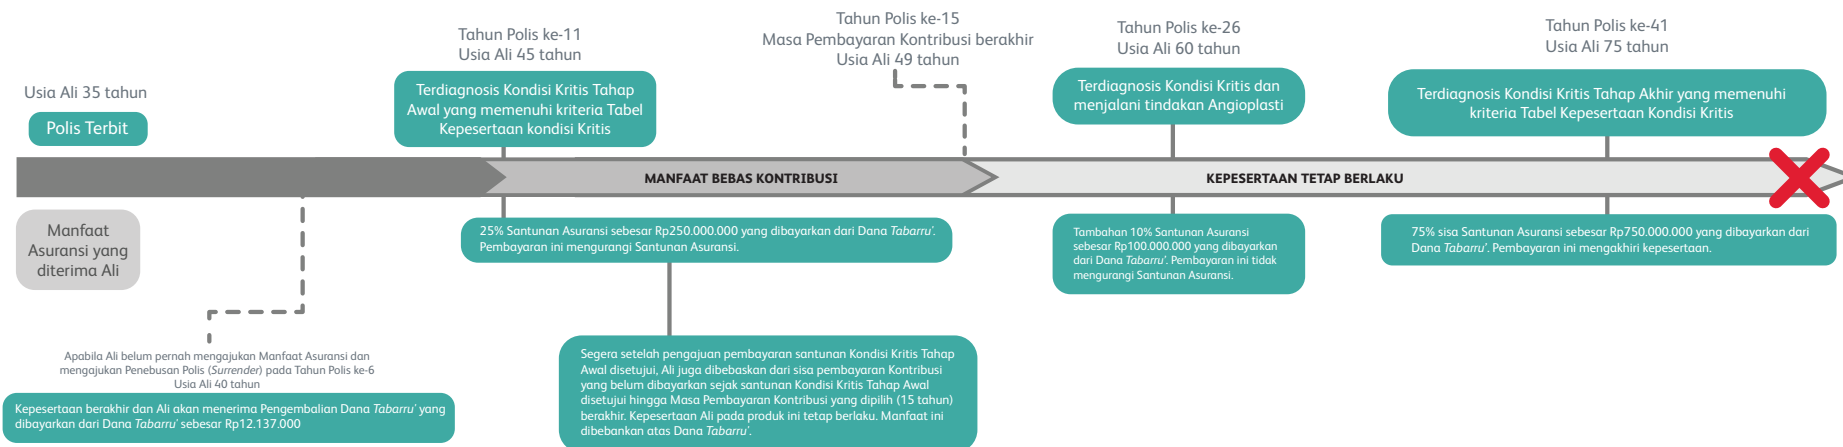 Usia Ali 35 tahun
Polis Terbit
Tahun Polis ke-11
Usia Ali 45 tahun
Terdiagnosis Kondisi Kritis Tahap
Awal yang memenuhi kriteria Tabel
Kepesertaan kondisi Kritis
Tahun Polis ke-15
Masa Pembayaran Kontribusi berakhir
Usia Ali 49 tahun
Tahun Polis ke-26
Usia Ali 60 tahun
Terdiagnosis Kondisi Kritis dan
menjalani tindakan Angioplasti
Tahun Polis ke-41
Usia Ali 75 tahun
Terdiagnosis Kondisi Kritis Tahap Akhir yang memenuhi
kriteria Tabel Kepesertaan Kondisi Kritis
MANFAAT BEBAS KONTRIBUSI
KEPESERTAAN TETAP BERLAKU
Manfaat
Asuransi yang
diterima Ali
25% Santunan Asuransi sebesar Rp250.000.000 yang dibayarkan dari Dana Tabarru'.
Pembayaran ini mengurangi Santunan Asuransi.
Tambahan 10% Santunan Asuransi
sebesar Rp100.000.000 yang dibayarkan
dari Dana Tabarru'. Pembayaran ini tidak
mengurangi Santunan Asuransi.
75% sisa Santunan Asuransi sebesar Rp750.000.000 yang dibayarkan dari
Dana Tabarru'. Pembayaran ini mengakhiri kepesertaan.
Apabila Ali belum pernah mengajukan Manfaat Asuransi dan
mengajukan Penebusan Polis (Surrender) pada Tahun Polis ke-6
Usia Ali 40 tahun
Kepesertaan berakhir dan Ali akan menerima Pengembalian Dana Tabarru' yang
dibayarkan dari Dana Tabarru' sebesar Rp12.137.000
Segera setelah pengajuan pembayaran santunan Kondisi Kritis Tahap
Awal disetujui, Ali juga dibebaskan dari sisa pembayaran Kontribusi
yang belum dibayarkan sejak santunan Kondisi Kritis Tahap Awal
disetujui hingga Masa Pembayaran Kontribusi yang dipilih (15 tahun)
berakhir. Kepesertaan Ali pada produk ini tetap berlaku. Manfaat ini
dibebankan atas Dana Tabarru'.